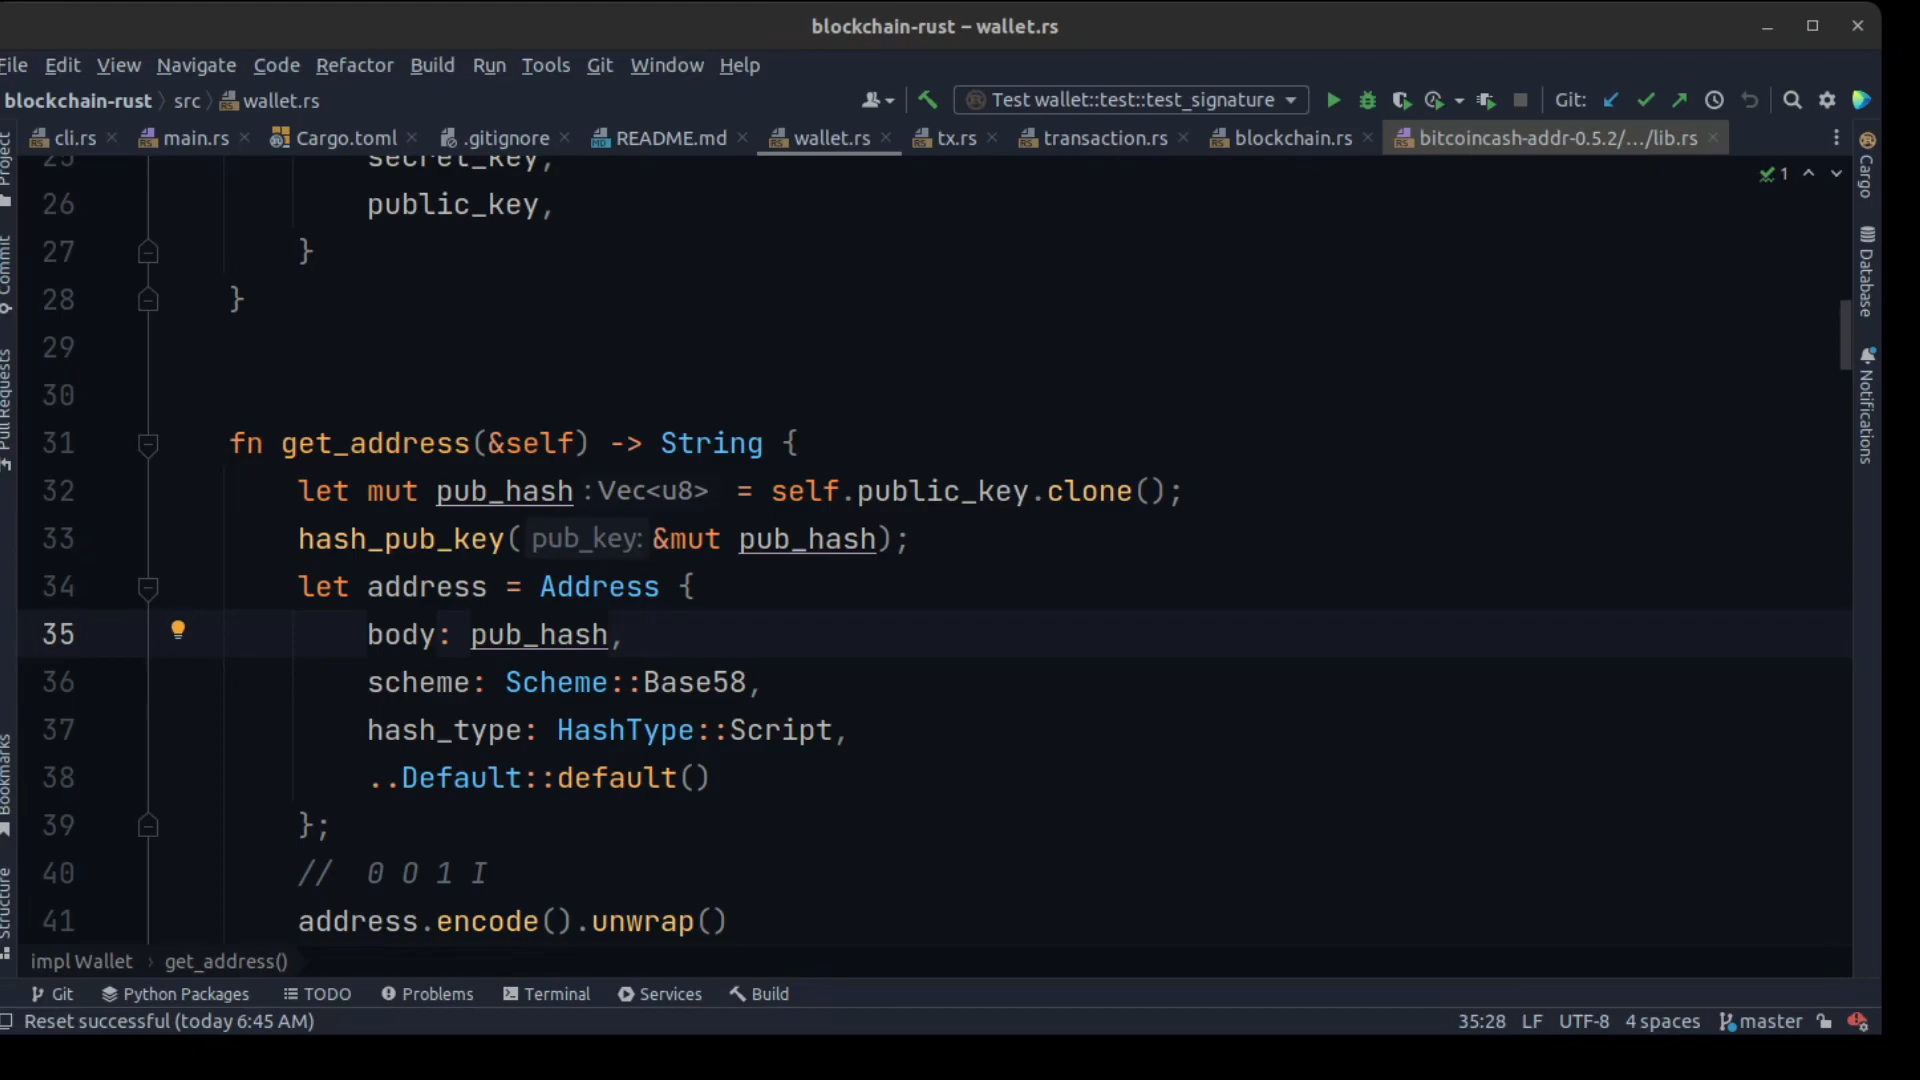 blockchain-rust – wallet.rs
File Edit View Navigate Code Refactor Build Run Tools Git Window Help
blockchain-rust src wallet.rs Test wallet::test::test_signature Git:
cli.rs main.rs Cargo.toml .gitignore README.md wallet.rs tx.rs transaction.rs blockchain.rs bitcoincash-addr-0.5.2/.../lib.rs
25 secret_key,
1
26 public_key,
27 }
28 }
29
30
31 fn get_address(&self) -> String {
32 let mut pub_hash: Vec<u8> = self.public_key.clone();
33 hash_pub_key( pub_key: &mut pub_hash);
34 let address = Address {
35 body: pub_hash,
36 scheme: Scheme::Base58,
37 hash_type: HashType::Script,
38 ..Default::default()
39 };
40 // 0 O 1 I
41 address.encode().unwrap()
Project
Commit
Pull Requests
Bookmarks
Structure
Cargo
Database
Notifications
impl Wallet › get_address()
Git Python Packages TODO Problems Terminal Services Build
Reset successful (today 6:45 AM) 35:28 LF UTF-8 4 spaces master